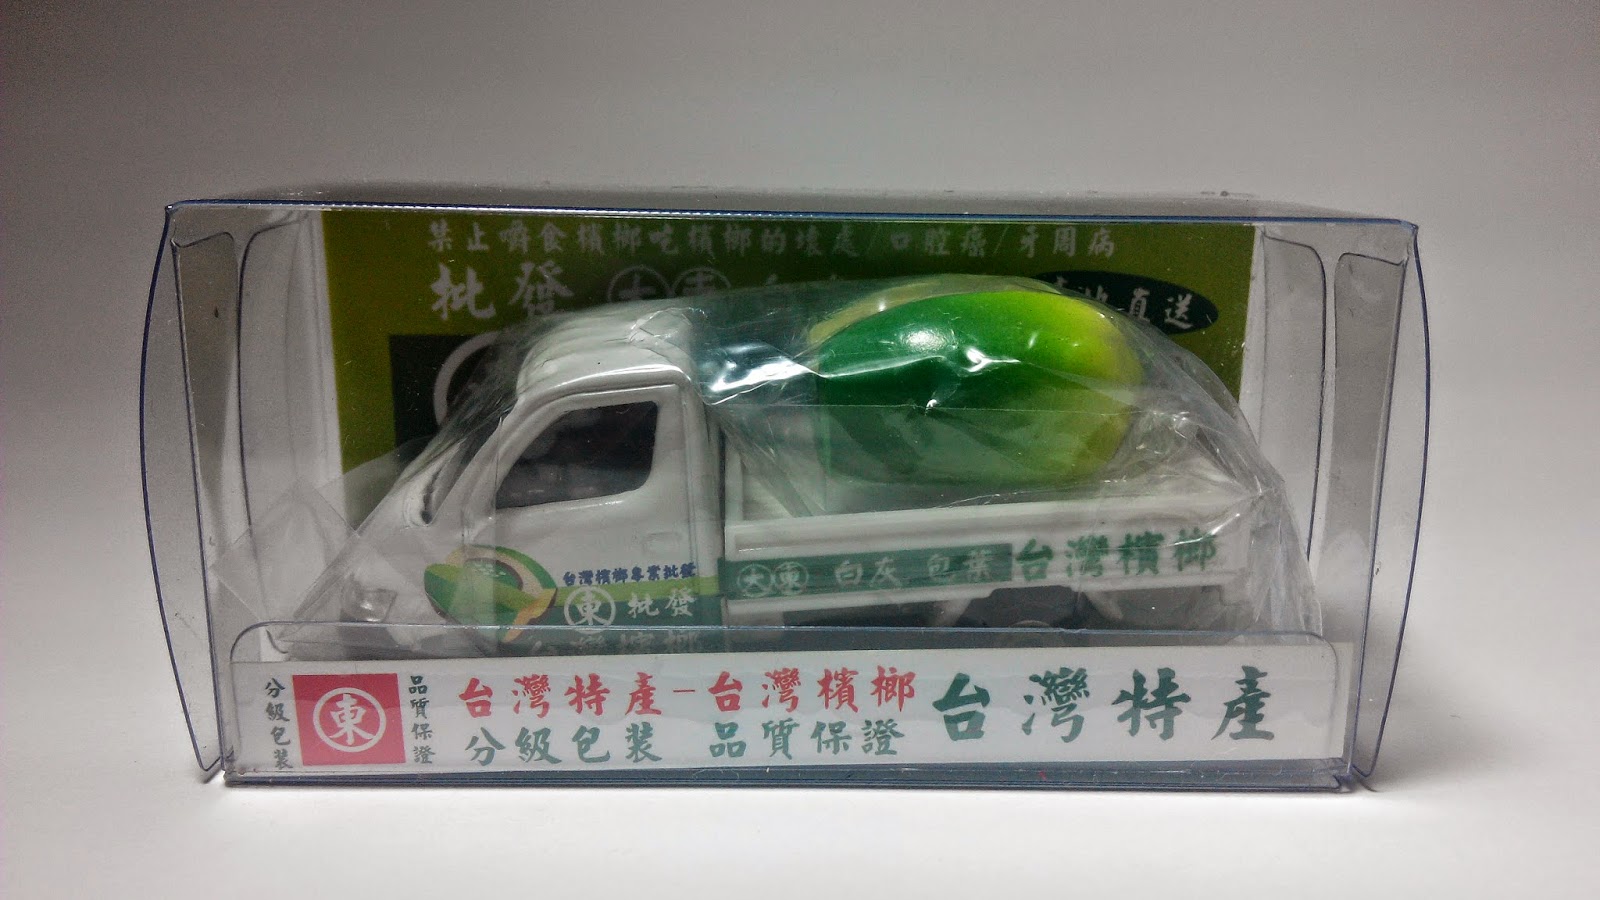 禁止嚼食檳榔吃檳榔的壞處/口腔癌/牙周病
批發 大東
直送
台灣檳榔專業批發
東 批發
大東 白灰 包葉 台灣檳榔
分級包裝
東
品質保證
台灣特產-台灣檳榔
分級包裝 品質保證
台灣特產